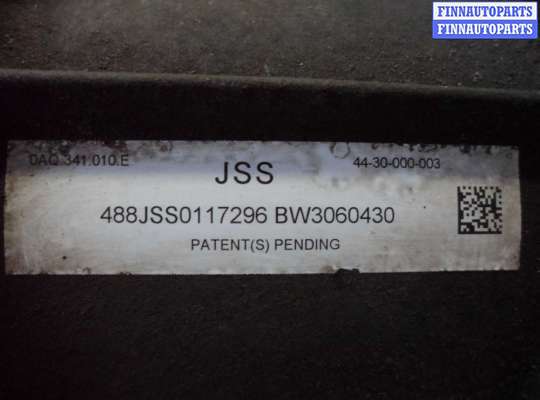 FINNAUTOPARTS
FINNAUTOPARTS
0AQ.341.010.E
JSS
44-30-000-003
488JSS0117296 BW3060430
PATENT(S) PENDING